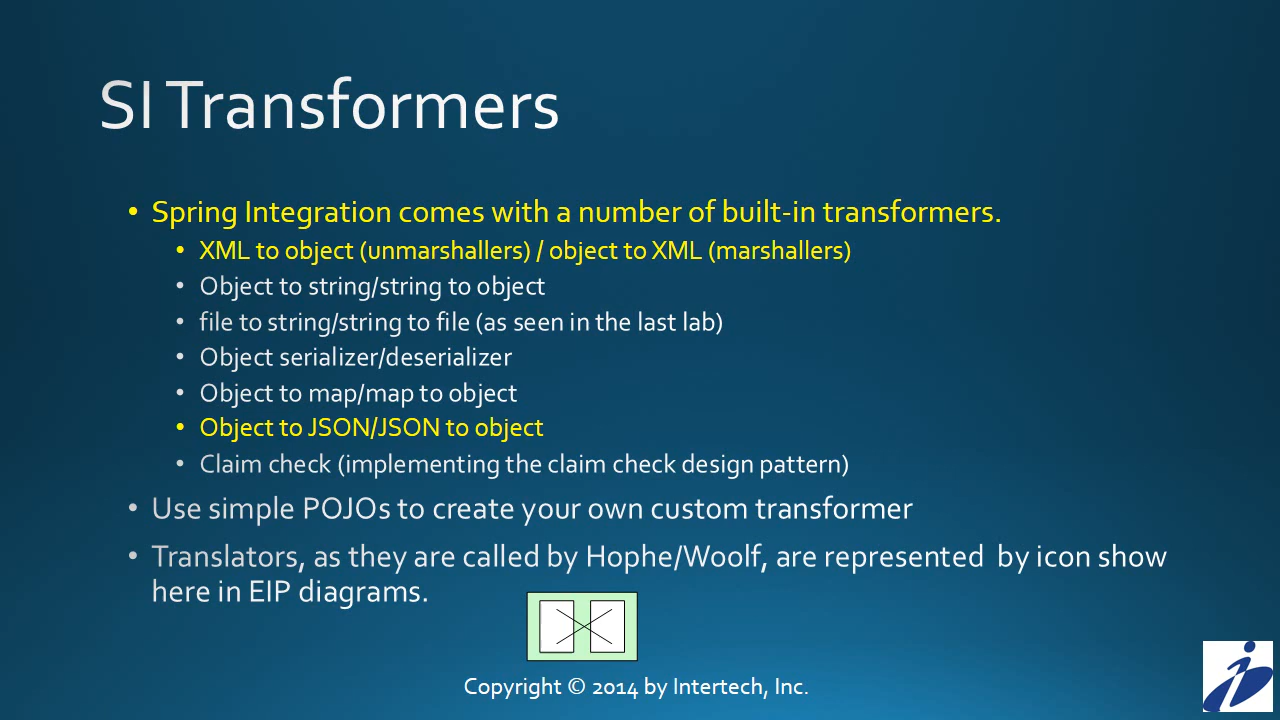 SI Transformers
• Spring Integration comes with a number of built-in transformers.
• XML to object (unmarshallers) / object to XML (marshallers)
• Object to string/string to object
• file to string/string to file (as seen in the last lab)
• Object serializer/deserializer
• Object to map/map to object
• Object to JSON/JSON to object
• Claim check (implementing the claim check design pattern)
• Use simple POJOs to create your own custom transformer
• Translators, as they are called by Hophe/Woolf, are represented  by icon show
here in EIP diagrams.
Copyright © 2014 by Intertech, Inc.